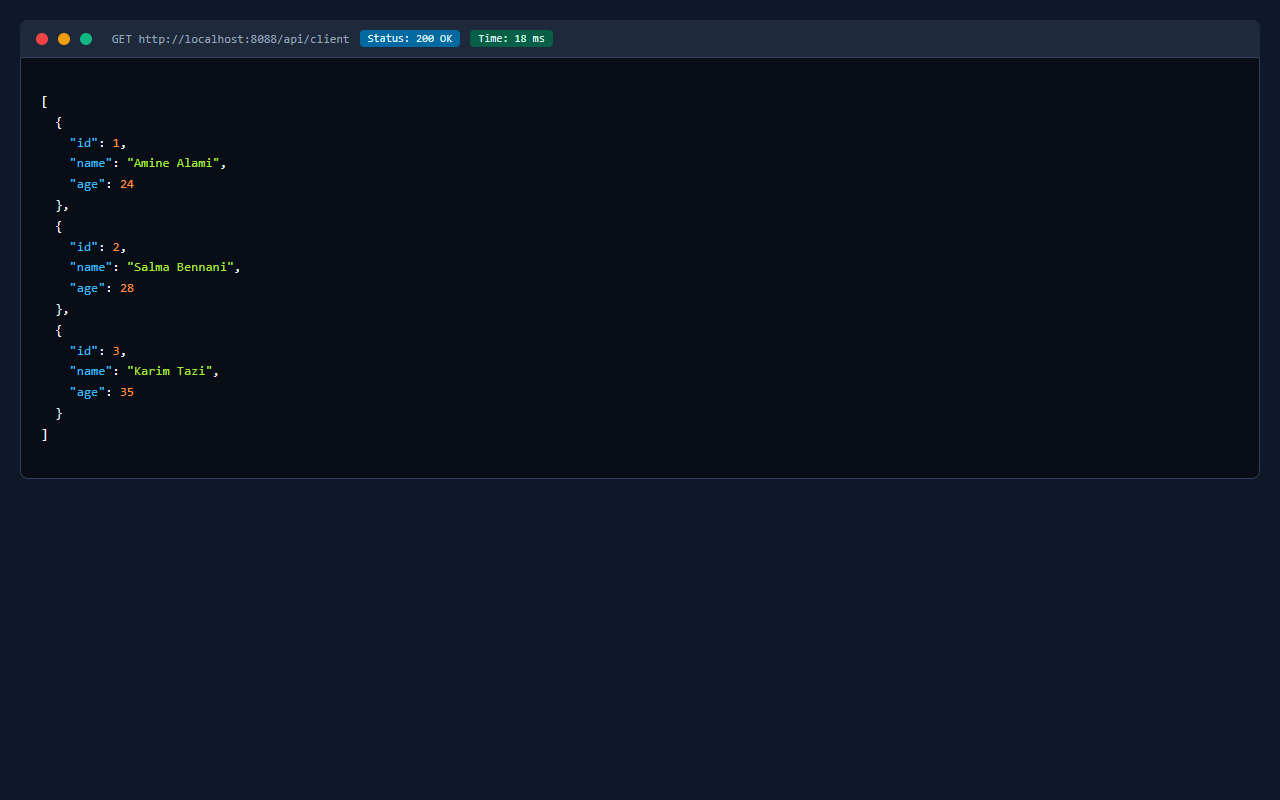 GET http://localhost:8088/api/client Status: 200 OK Time: 18 ms
[
  {
    "id": 1,
    "name": "Amine Alami",
    "age": 24
  },
  {
    "id": 2,
    "name": "Salma Bennani",
    "age": 28
  },
  {
    "id": 3,
    "name": "Karim Tazi",
    "age": 35
  }
]